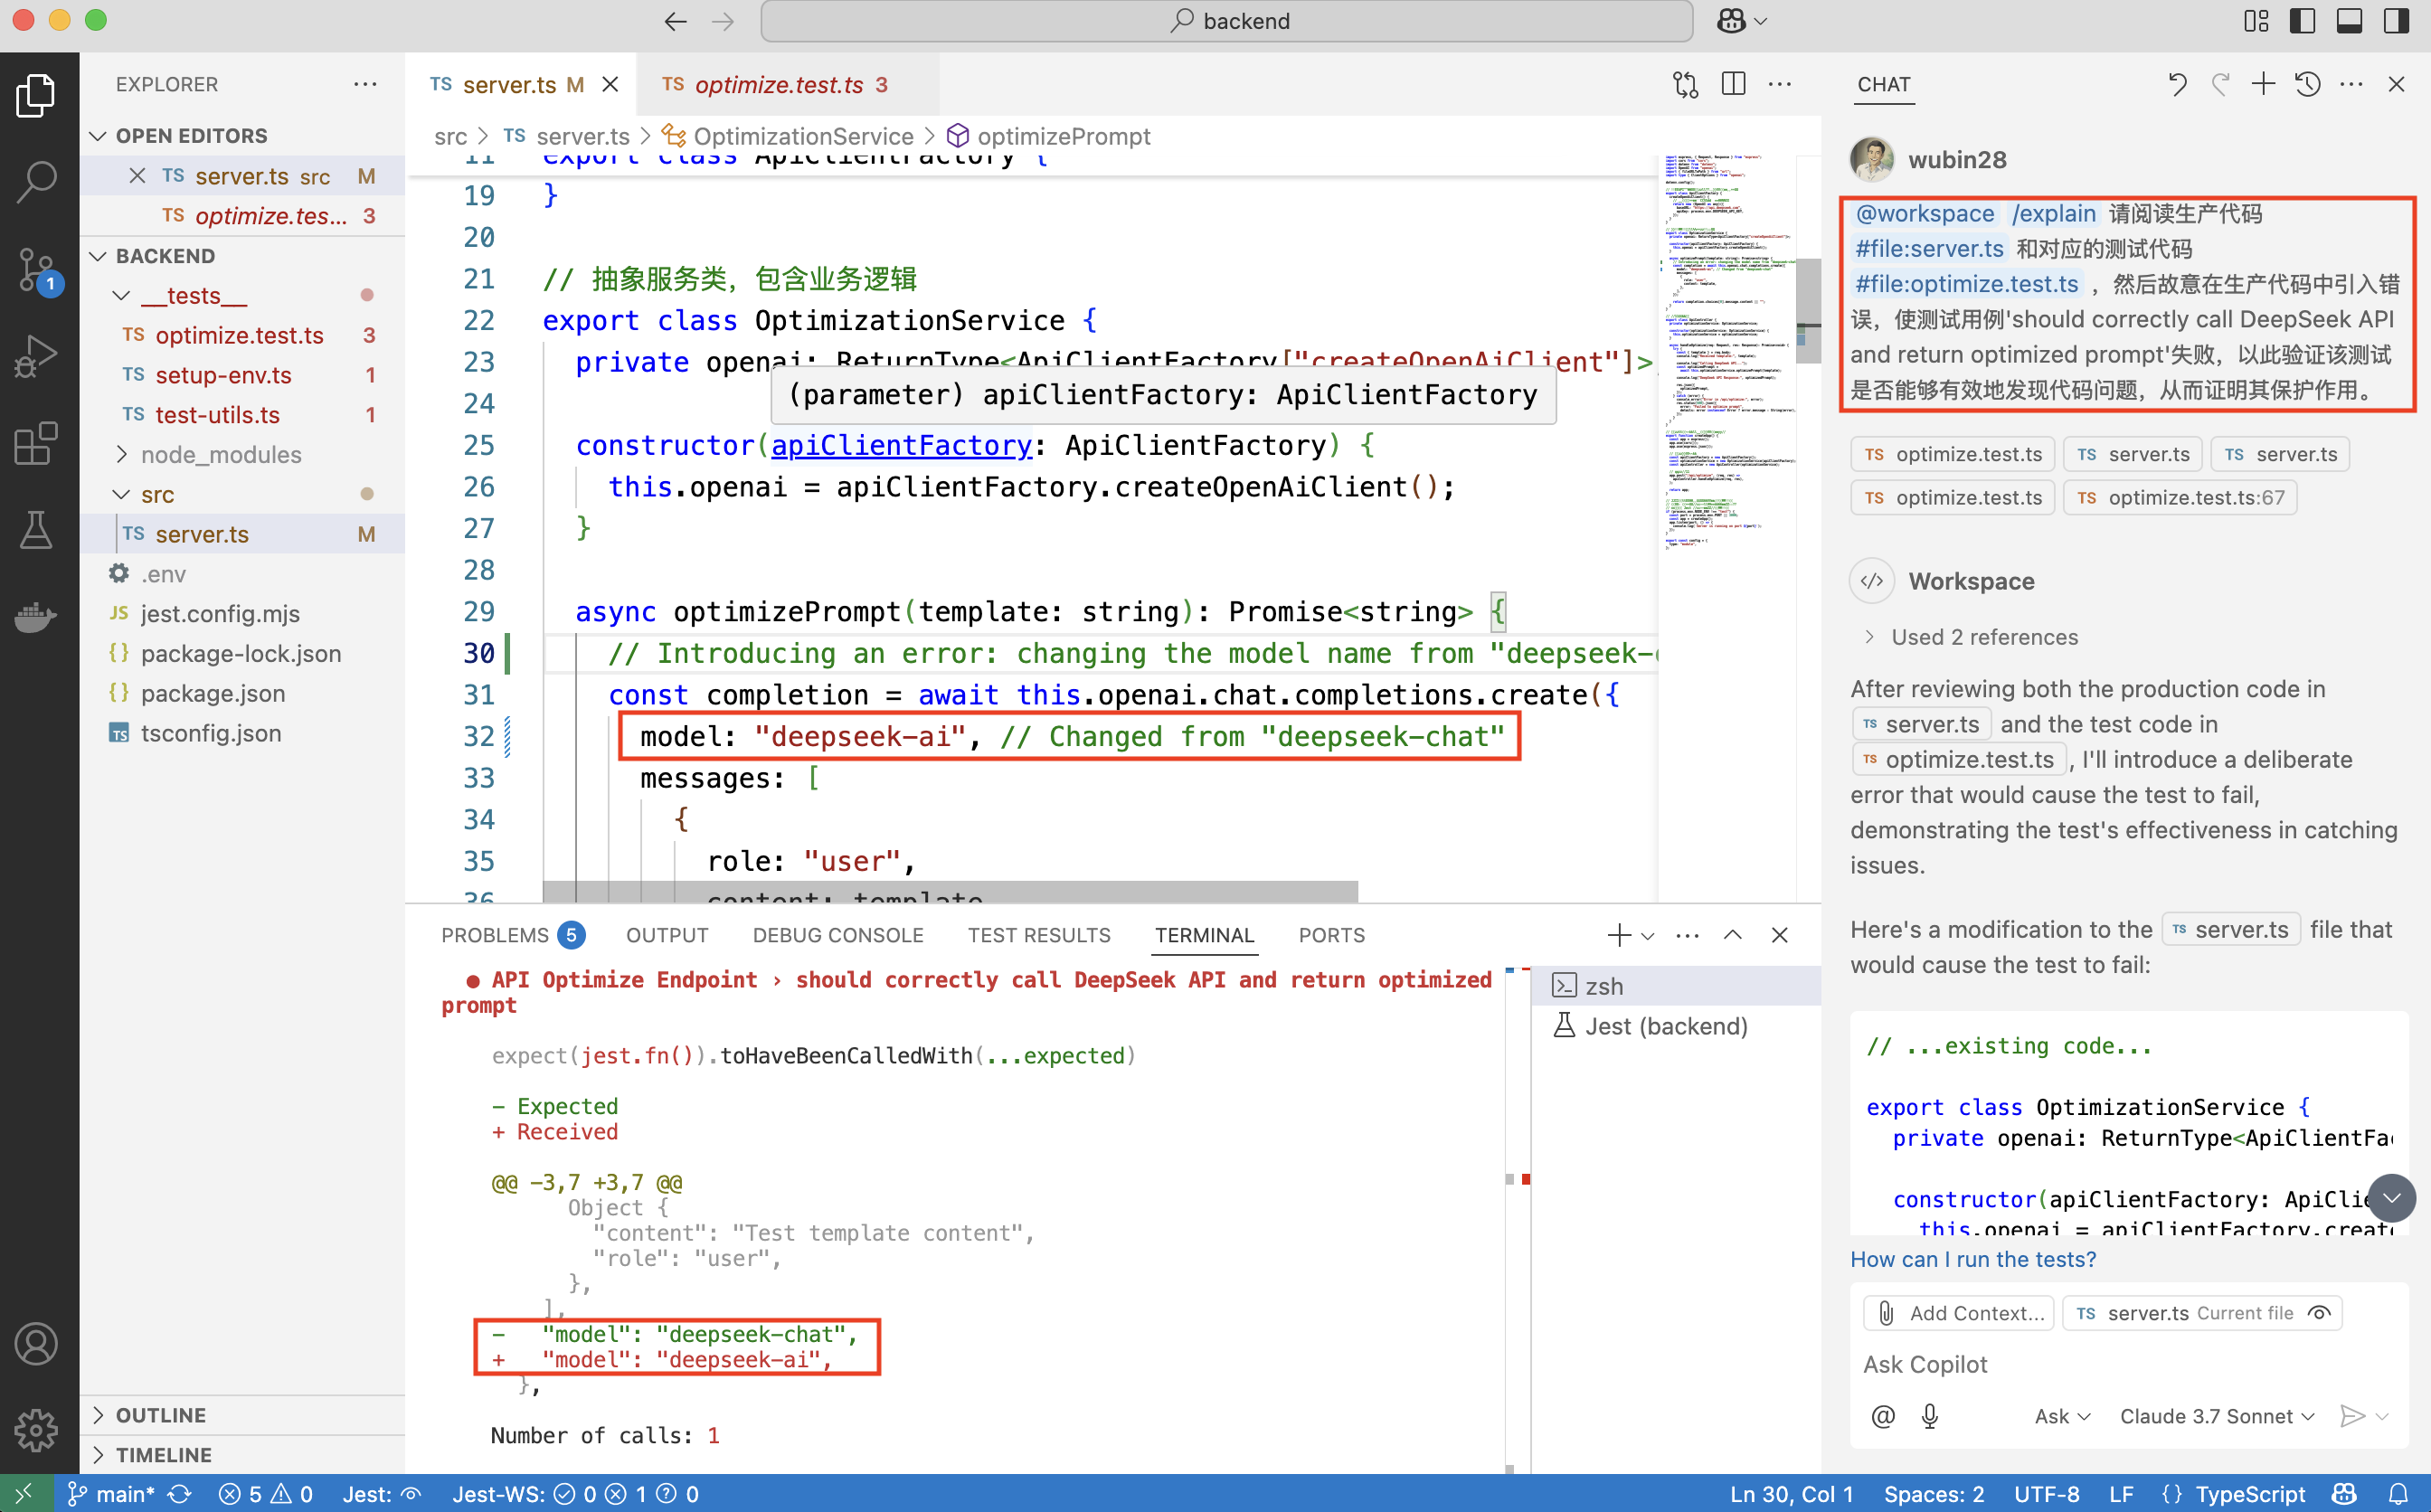 backend
EXPLORER
OPEN EDITORS
TS server.ts src M
TS optimize.tes... 3
BACKEND
__tests__
TS optimize.test.ts 3
TS setup-env.ts 1
TS test-utils.ts 1
node_modules
src
TS server.ts M
.env
JS jest.config.mjs
{} package-lock.json
{} package.json
TS tsconfig.json
OUTLINE
TIMELINE
1
TS server.ts M
TS optimize.test.ts 3
src > TS server.ts > OptimizationService > optimizePrompt
11 export class ApiClientFactory {
19 }
20
21 // 抽象服务类，包含业务逻辑
22 export class OptimizationService {
23 private openai: ReturnType<ApiClientFactory["createOpenAiClient"]>
(parameter) apiClientFactory: ApiClientFactory
24
25 constructor(apiClientFactory: ApiClientFactory) {
26 this.openai = apiClientFactory.createOpenAiClient();
27 }
28
29 async optimizePrompt(template: string): Promise<string> {
30 // Introducing an error: changing the model name from "deepseek-
31 const completion = await this.openai.chat.completions.create({
32 model: "deepseek-ai", // Changed from "deepseek-chat"
33 messages: [
34 {
35 role: "user",
36 content: template
PROBLEMS 5 OUTPUT DEBUG CONSOLE TEST RESULTS TERMINAL PORTS
● API Optimize Endpoint › should correctly call DeepSeek API and return optimized
prompt
expect(jest.fn()).toHaveBeenCalledWith(...expected)
- Expected
+ Received
@@ -3,7 +3,7 @@
Object {
"content": "Test template content",
"role": "user",
},
],
- "model": "deepseek-chat",
+ "model": "deepseek-ai",
},
Number of calls: 1
zsh
Jest (backend)
CHAT
wubin28
@workspace /explain 请阅读生产代码
#file:server.ts 和对应的测试代码
#file:optimize.test.ts ，然后故意在生产代码中引入错
误，使测试用例'should correctly call DeepSeek API
and return optimized prompt'失败，以此验证该测试
是否能够有效地发现代码问题，从而证明其保护作用。
TS optimize.test.ts TS server.ts TS server.ts
TS optimize.test.ts TS optimize.test.ts:67
Workspace
Used 2 references
After reviewing both the production code in
TS server.ts and the test code in
TS optimize.test.ts , I'll introduce a deliberate
error that would cause the test to fail,
demonstrating the test's effectiveness in catching
issues.
Here's a modification to the TS server.ts file that
would cause the test to fail:
// ...existing code...
export class OptimizationService {
private openai: ReturnType<ApiClientFa
constructor(apiClientFactory: ApiClie
this.openai = apiClientFactory.creat
How can I run the tests?
Add Context... TS server.ts Current file
Ask Copilot
@ Ask Claude 3.7 Sonnet
main* 5 0 Jest: Jest-WS: 0 1 0 Ln 30, Col 1 Spaces: 2 UTF-8 LF {} TypeScript